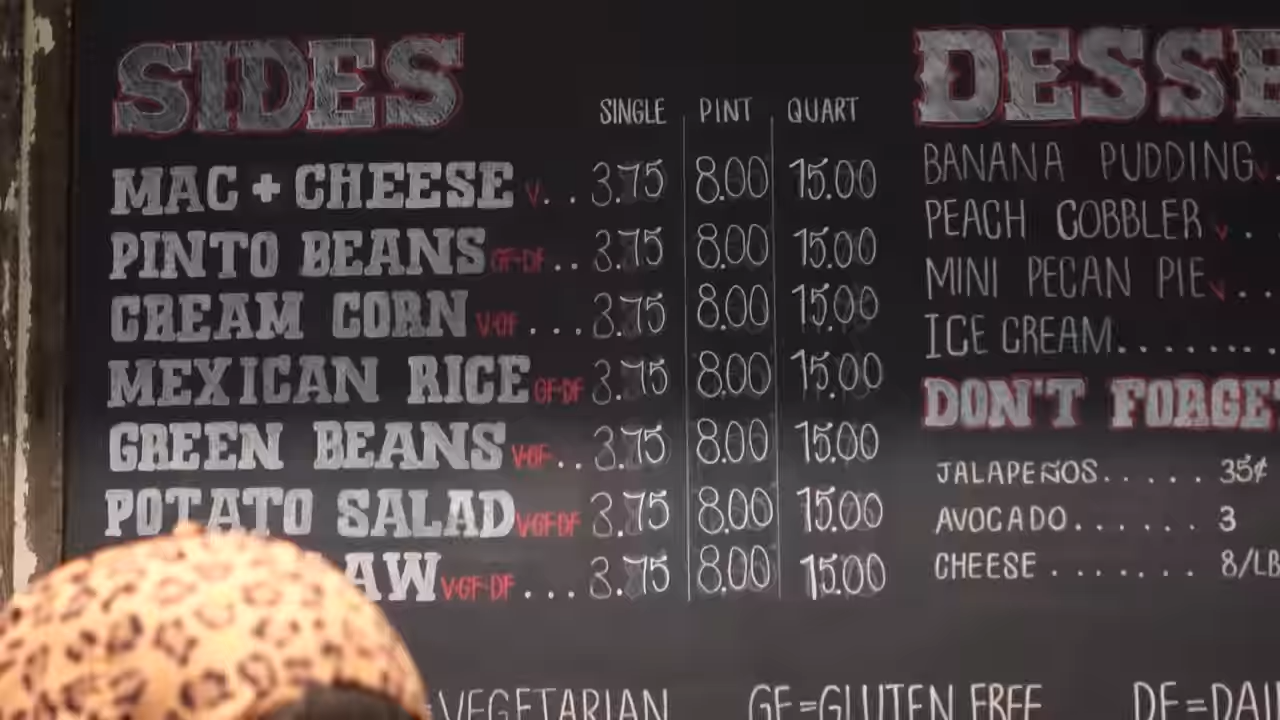 SIDES
SINGLE PINT QUART
MAC + CHEESE V.. 3.75 8.00 15.00
PINTO BEANS GF-DF.. 3.75 8.00 15.00
CREAM CORN V-DF... 3.75 8.00 15.00
MEXICAN RICE GF-DF 3.75 8.00 15.00
GREEN BEANS V-GF.. 3.75 8.00 15.00
POTATO SALAD V-GF-DF 3.75 8.00 15.00
AW V-GF-DF... 3.75 8.00 15.00
DESSE
BANANA PUDDING V.
PEACH COBBLER V .
MINI PECAN PIE V..
ICE CREAM........
DON'T FORGE
JALAPEÑOS..... 35¢
AVOCADO...... 3
CHEESE ....... 8/LB
=VEGETARIAN GF=GLUTEN FREE DF=DAI